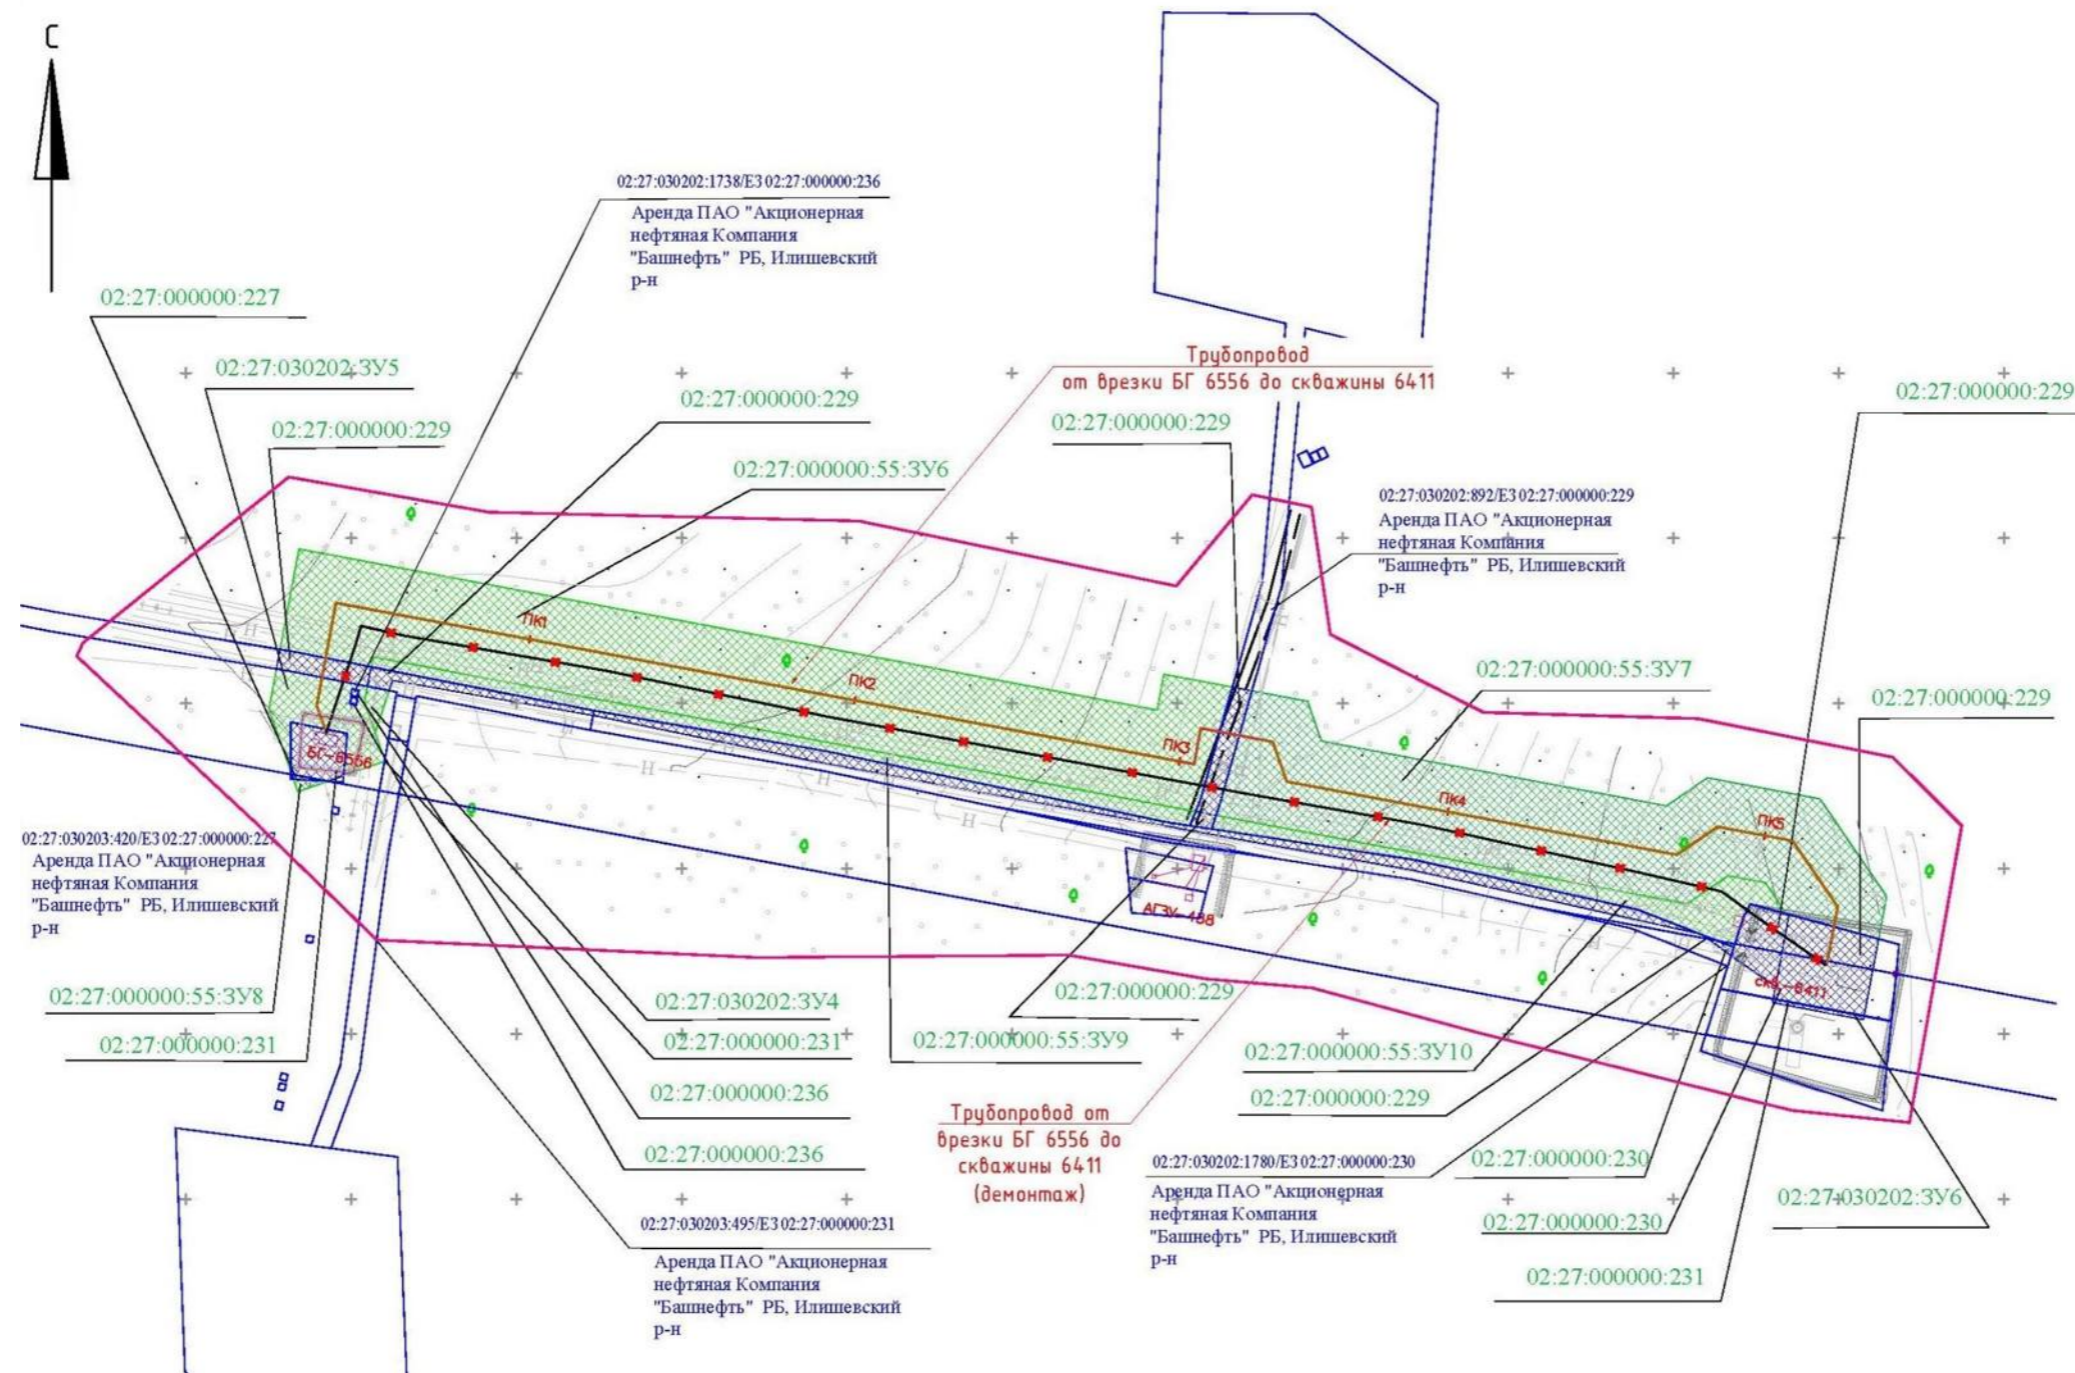 С
02:27:030202:1738/ЕЗ 02:27:000000:236
Аренда ПАО "Акционерная
нефтяная Компания
"Башнефть" РБ, Илишевский
р-н
02:27:000000:227
02:27:030202:ЗУ5
02:27:000000:229
02:27:000000:229
02:27:000000:55:ЗУ6
Трубопровод
от врезки БГ 6556 до скважины 6411
02:27:000000:229
02:27:000000:229
02:27:030202:892/ЕЗ 02:27:000000:229
Аренда ПАО "Акционерная
нефтяная Компания
"Башнефть" РБ, Илишевский
р-н
02:27:000000:55:ЗУ7
02:27:000000:229
ПК1
ПК2
ПК3
ПК4
ПК5
Н
Н
Н
Н
Н
Н
Н
БГ-6556
АГЗУ-438
скв.-6411
02:27:030203:420/ЕЗ 02:27:000000:227
Аренда ПАО "Акционерная
нефтяная Компания
"Башнефть" РБ, Илишевский
р-н
02:27:000000:55:ЗУ8
02:27:000000:231
02:27:030202:ЗУ4
02:27:000000:231
02:27:000000:236
02:27:000000:236
02:27:030203:495/ЕЗ 02:27:000000:231
Аренда ПАО "Акционерная
нефтяная Компания
"Башнефть" РБ, Илишевский
р-н
02:27:000000:55:ЗУ9
02:27:000000:229
Трубопровод от
врезки БГ 6556 до
скважины 6411
(демонтаж)
02:27:000000:55:ЗУ10
02:27:000000:229
02:27:030202:1780/ЕЗ 02:27:000000:230
Аренда ПАО "Акционерная
нефтяная Компания
"Башнефть" РБ, Илишевский
р-н
02:27:000000:230
02:27:000000:230
02:27:000000:231
02:27:030202:ЗУ6